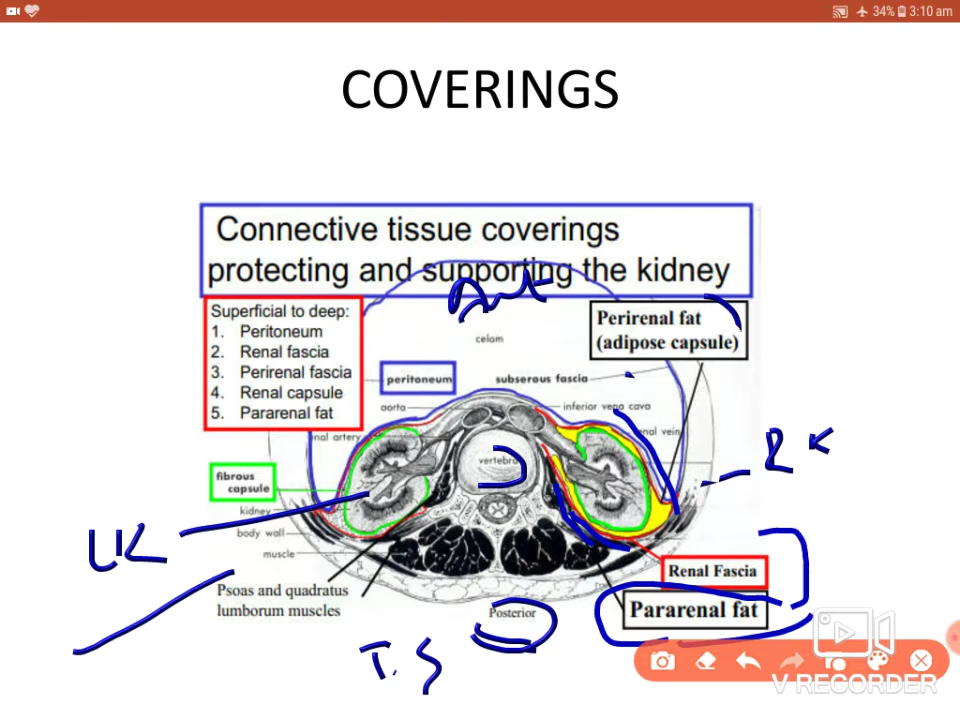 34% 3:10 am
COVERINGS
Connective tissue coverings
protecting and supporting the kidney
Superficial to deep:
1. Peritoneum
2. Renal fascia
3. Perirenal fascia
4. Renal capsule
5. Pararenal fat
Ant
Perirenal fat
(adipose capsule)
celom
peritoneum
subserous fascia
aorta
inferior vena cava
nal artery
nal vein
vertebra
RK
fibrous
capsule
kidney
body wall
muscle
LK
Psoas and quadratus
lumborum muscles
Posterior
Renal Fascia
Pararenal fat
T.S
V RECORDER